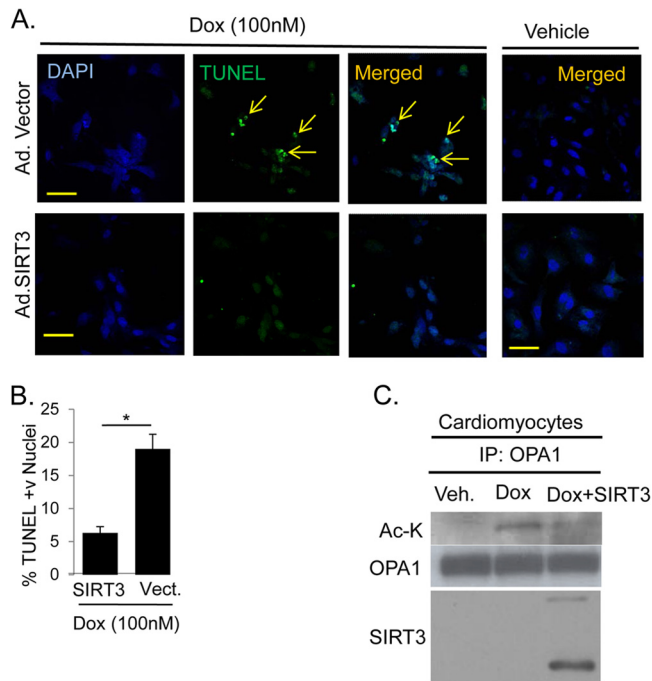 A.
Dox (100nM)
Vehicle
Ad. Vector
DAPI
TUNEL
Merged
Merged
Ad.SIRT3
B.
% TUNEL +v Nuclei
25
20
15
10
5
0
*
SIRT3 Vect.
Dox (100nM)
C.
Cardiomyocytes
IP: OPA1
Veh. Dox Dox+SIRT3
Ac-K
OPA1
SIRT3